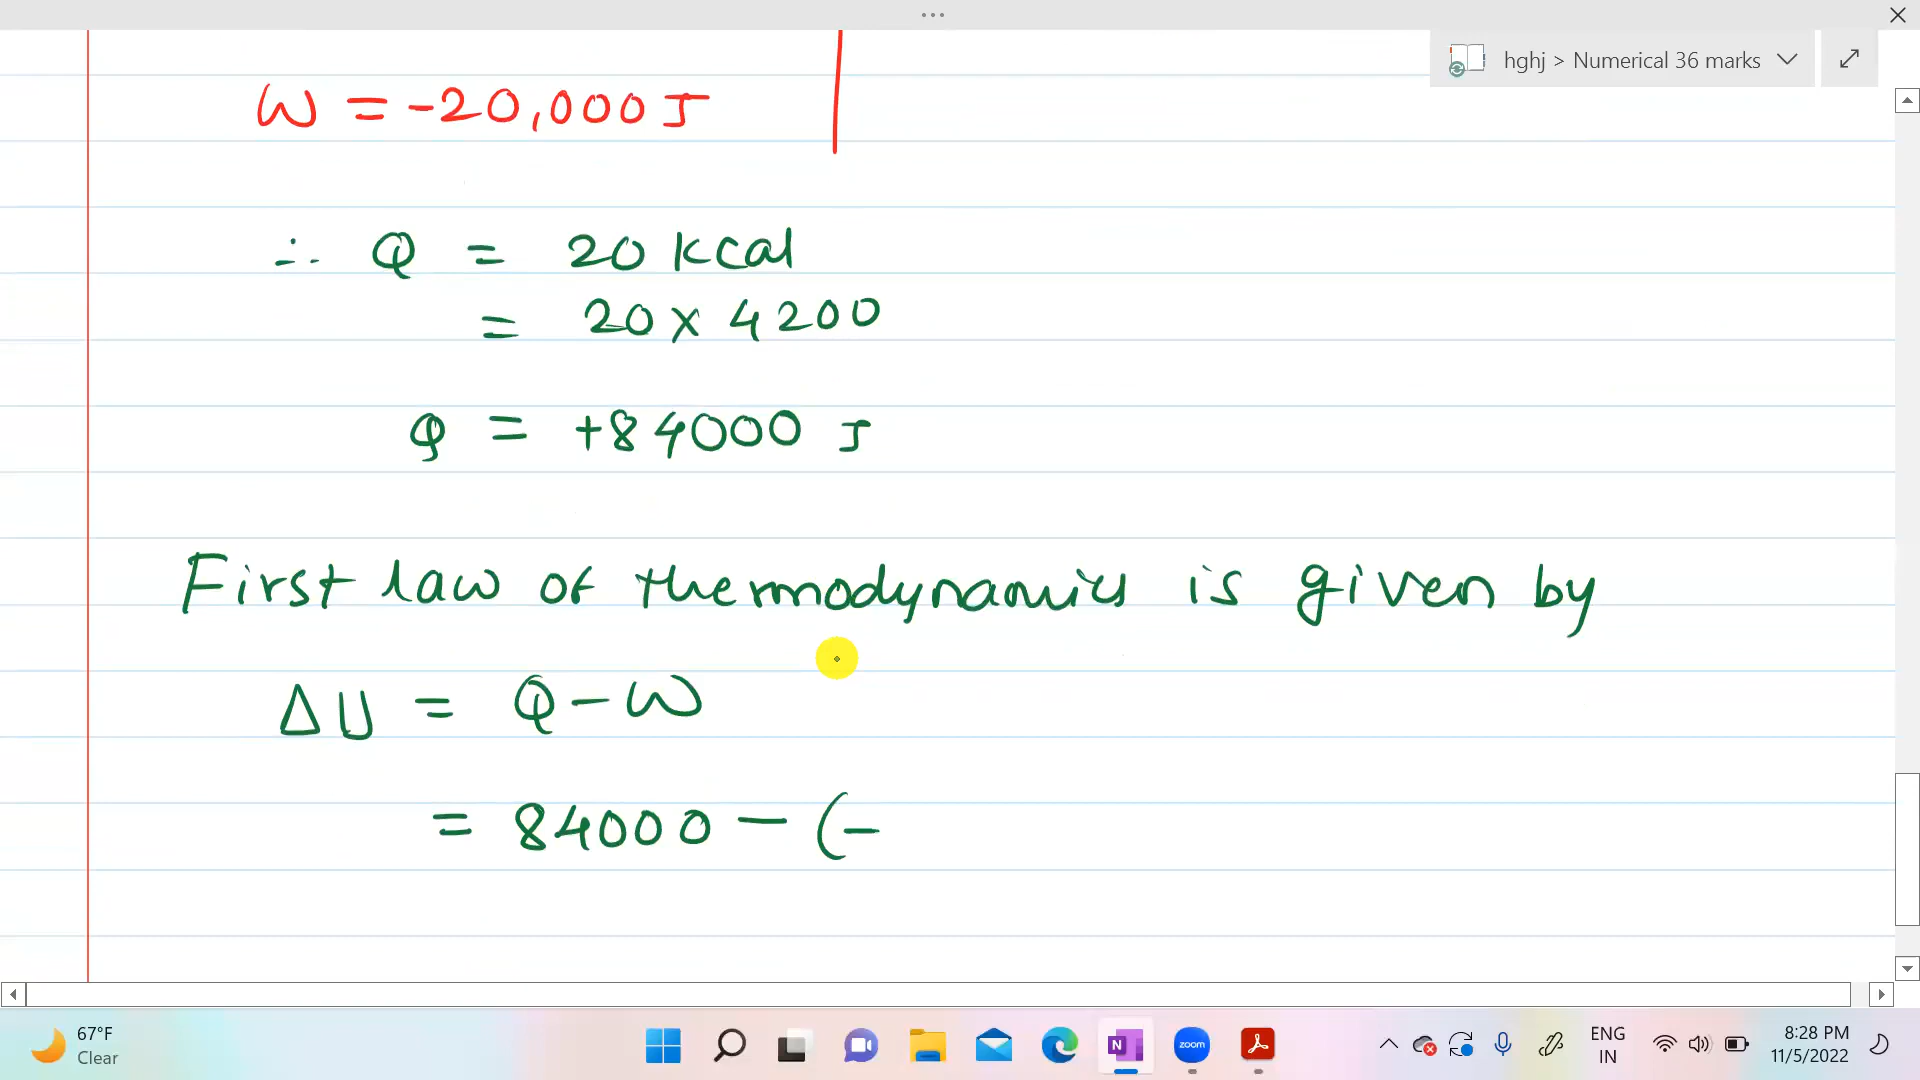 hghj > Numerical 36 marks
W = -20,000 J
∴ Q = 20 kcal
= 20 x 4200
Q = +84000 J
First law of thermodynamics is given by
ΔU = Q - W
= 84000 - (-
67°F
Clear
zoom
ENG
IN
8:28 PM
11/5/2022